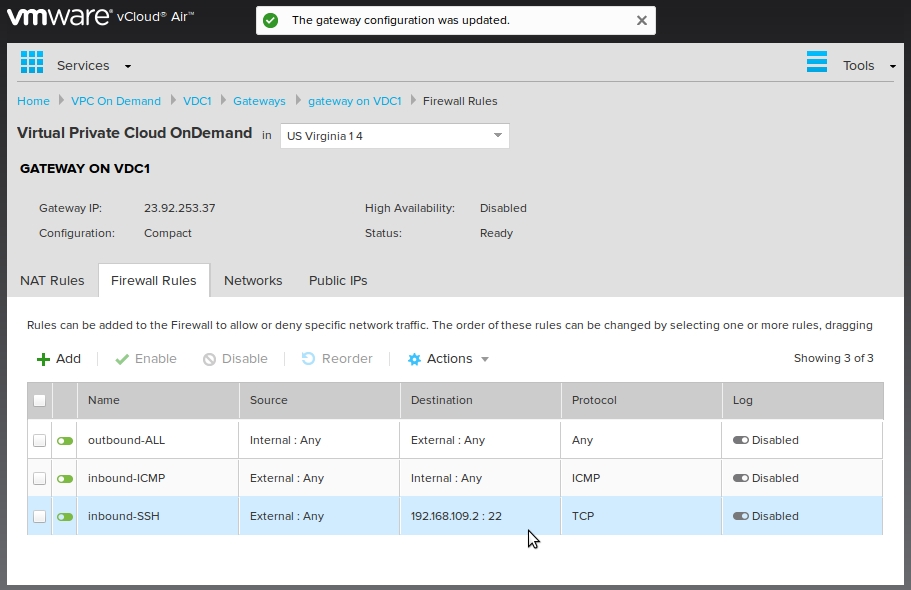 vmware® vCloud® Air™
The gateway configuration was updated.
Services
Tools
Home VPC On Demand VDC1 Gateways gateway on VDC1 Firewall Rules
Virtual Private Cloud OnDemand in US Virginia 1 4
GATEWAY ON VDC1
Gateway IP: 23.92.253.37 High Availability: Disabled
Configuration: Compact Status: Ready
NAT Rules Firewall Rules Networks Public IPs
Rules can be added to the Firewall to allow or deny specific network traffic. The order of these rules can be changed by selecting one or more rules, dragging
Add Enable Disable Reorder Actions Showing 3 of 3
Name Source Destination Protocol Log
outbound-ALL Internal : Any External : Any Any Disabled
inbound-ICMP External : Any Internal : Any ICMP Disabled
inbound-SSH External : Any 192.168.109.2 : 22 TCP Disabled